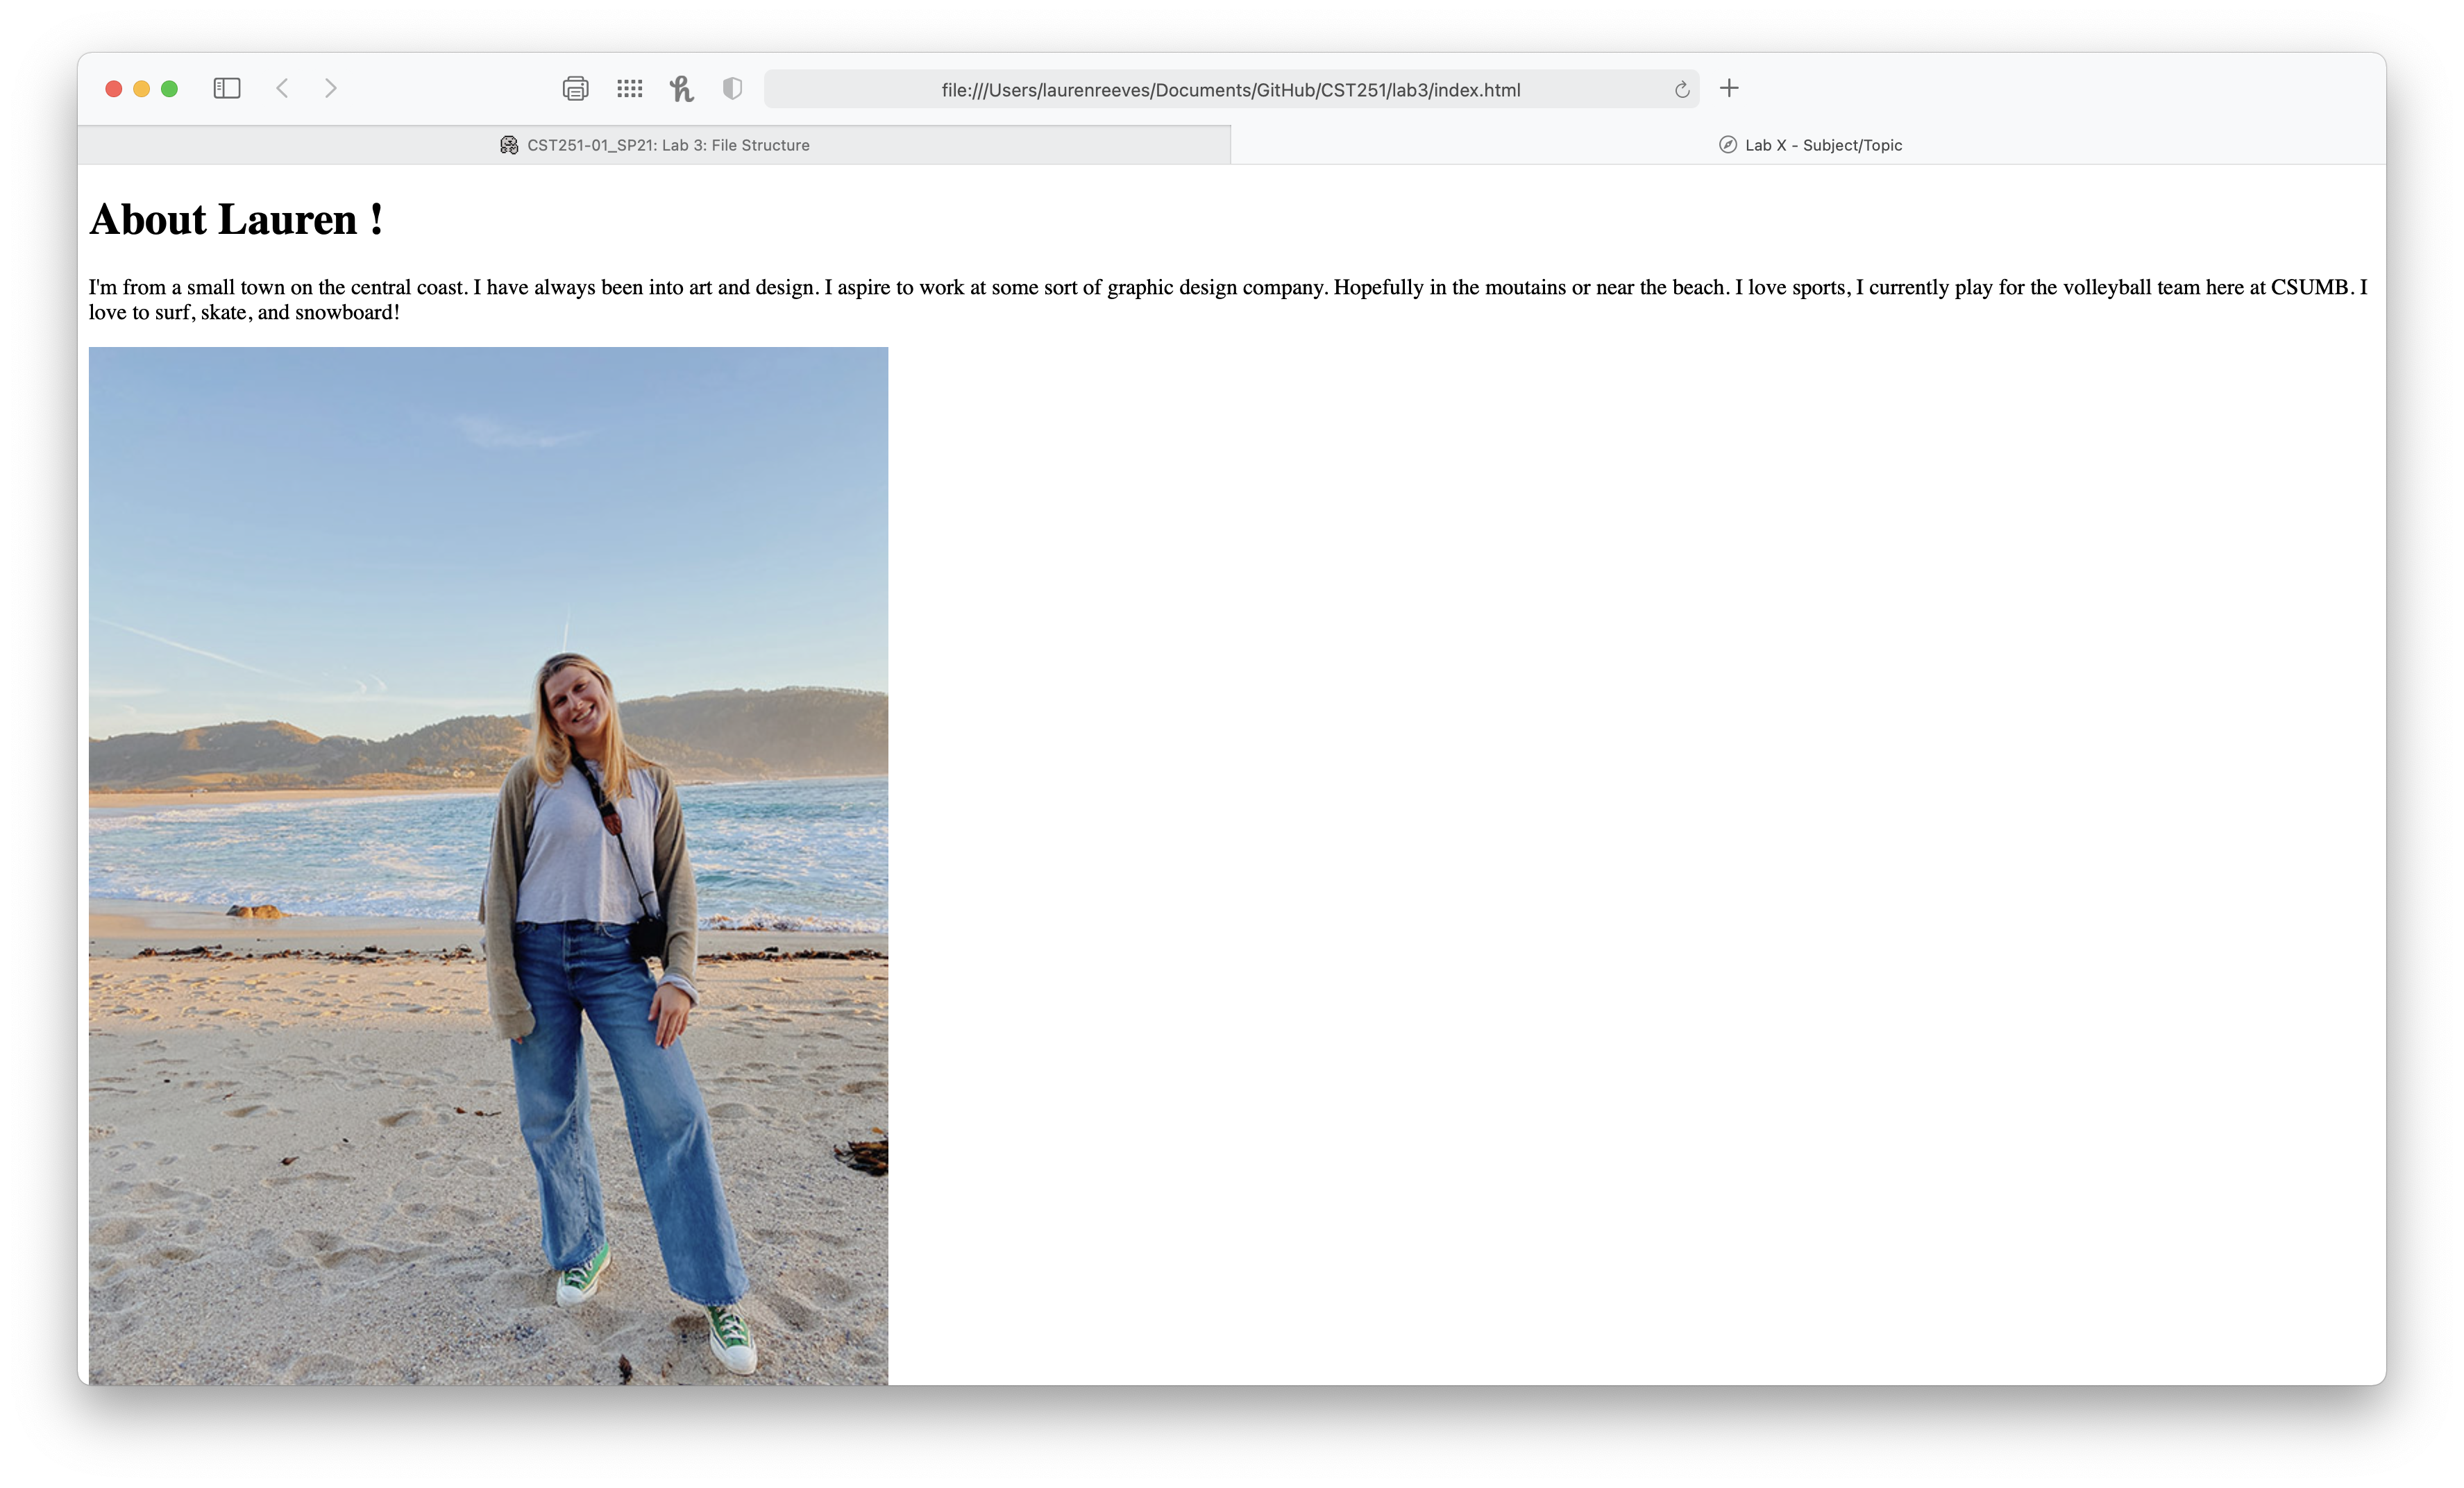 file:///Users/laurenreeves/Documents/GitHub/CST251/lab3/index.html
CST251-01_SP21: Lab 3: File Structure
Lab X - Subject/Topic
About Lauren !
I'm from a small town on the central coast. I have always been into art and design. I aspire to work at some sort of graphic design company. Hopefully in the moutains or near the beach. I love sports, I currently play for the volleyball team here at CSUMB. I
love to surf, skate, and snowboard!